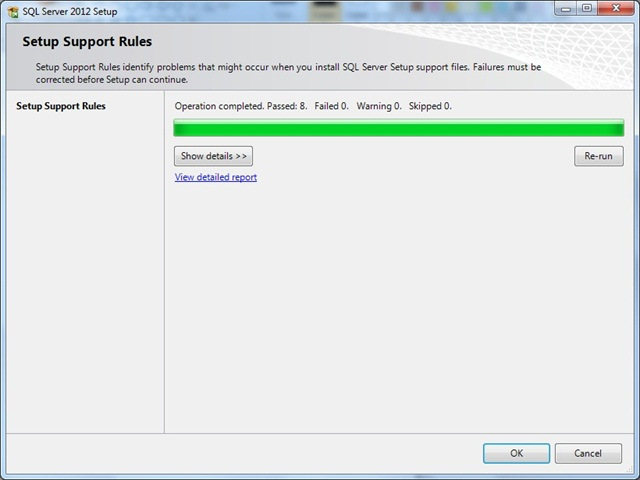 SQL Server 2012 Setup
Setup Support Rules
Setup Support Rules identify problems that might occur when you install SQL Server Setup support files. Failures must be
corrected before Setup can continue.
Setup Support Rules
Operation completed. Passed: 8.   Failed 0.   Warning 0.   Skipped 0.
Show details >>
Re-run
View detailed report
OK
Cancel